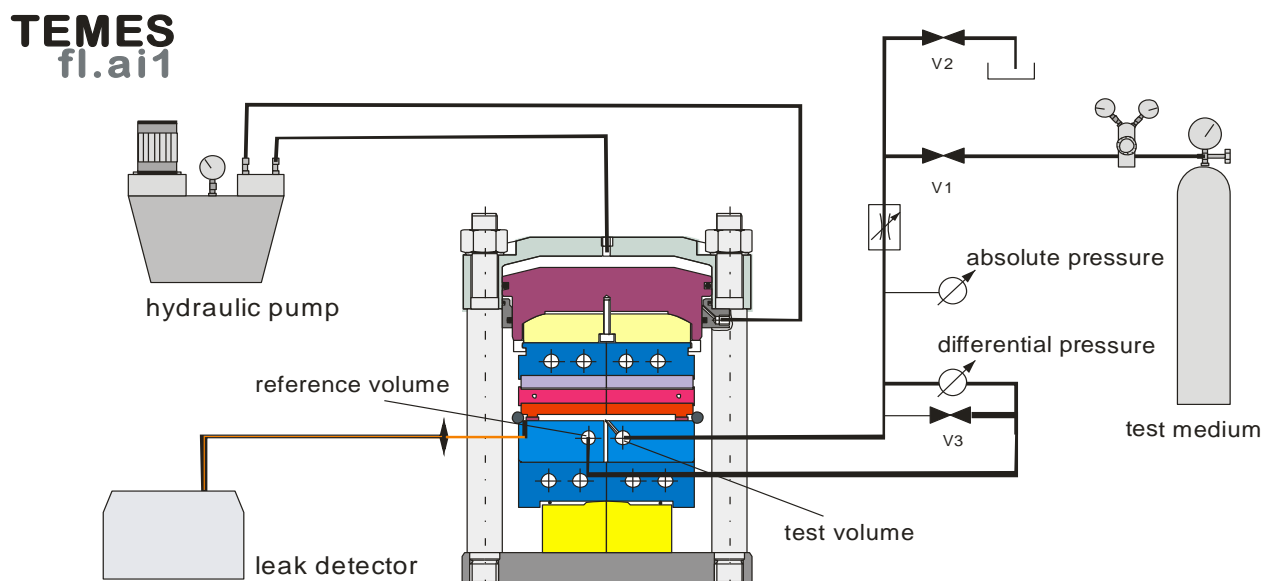 TEMES
fl.ai1
V2
V1
absolute pressure
hydraulic pump
differential pressure
reference volume
V3
test medium
test volume
leak detector